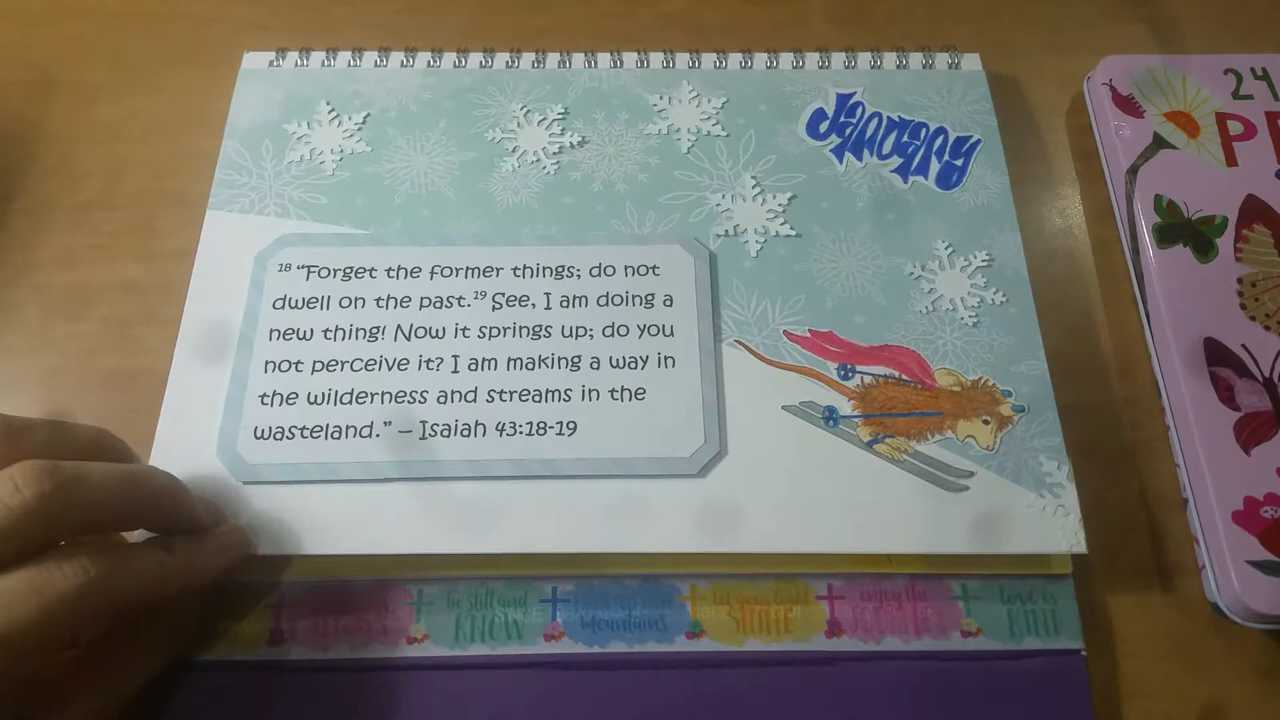 January
18 “Forget the former things; do not
dwell on the past.19 See, I am doing a
new thing! Now it springs up; do you
not perceive it? I am making a way in
the wilderness and streams in the
wasteland.” – Isaiah 43:18-19
be still and
KNOW
mountains
let your light
SHINE
enjoy the
love is
KIND
24